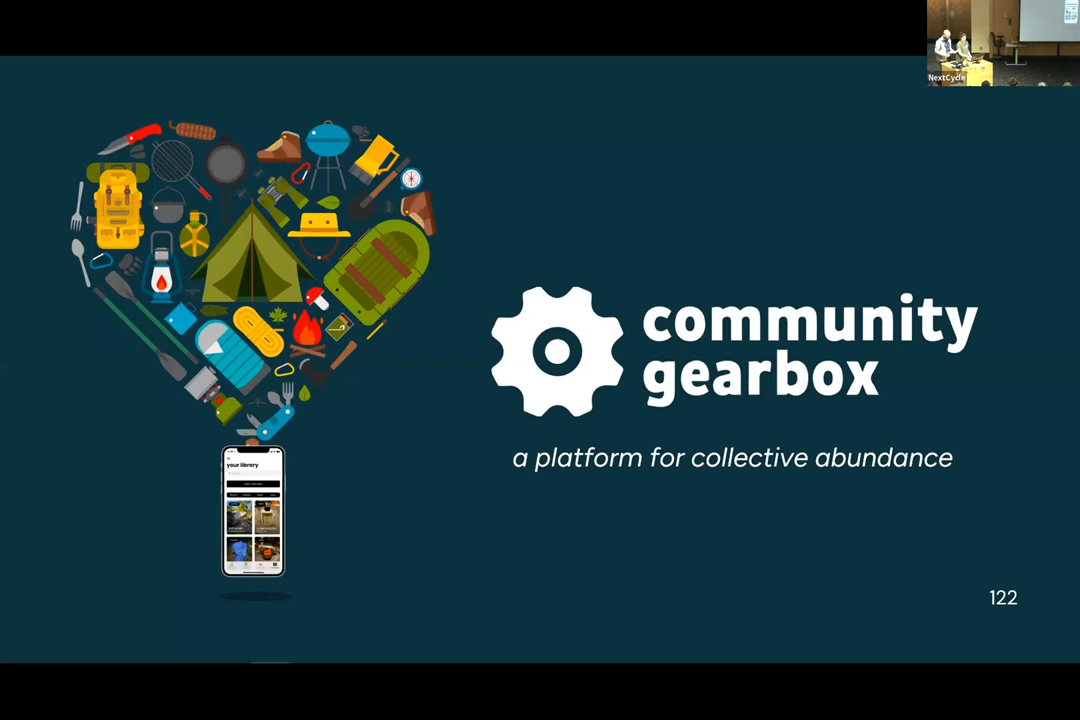 NextCycle
community
gearbox
a platform for collective abundance
your library
122